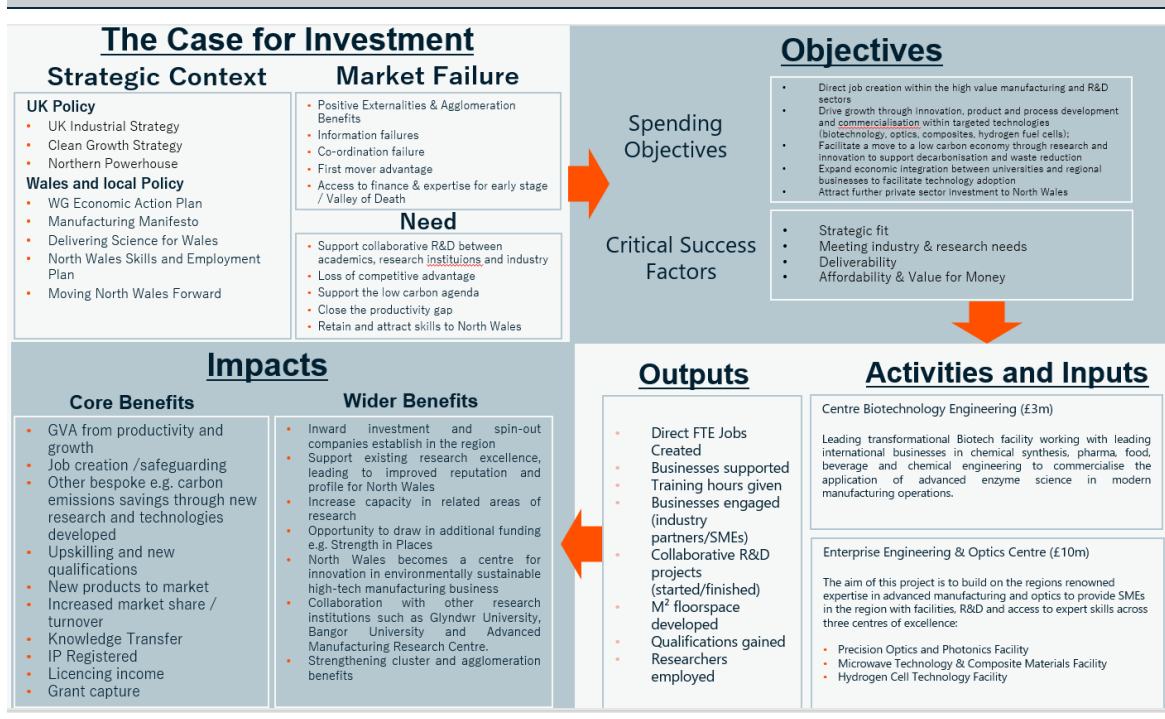 The Case for Investment
Strategic Context
UK Policy
• UK Industrial Strategy
• Clean Growth Strategy
• Northern Powerhouse
Wales and local Policy
• WG Economic Action Plan
• Manufacturing Manifesto
• Delivering Science for Wales
• North Wales Skills and Employment
Plan
• Moving North Wales Forward
Market Failure
• Positive Externalities & Agglomeration
Benefits
• Information failures
• Co-ordination failure
• First mover advantage
• Access to finance & expertise for early stage
/ Valley of Death
Need
• Support collaborative R&D between
academics, research instituions and industry
• Loss of competitive advantage
• Support the low carbon agenda
• Close the productivity gap
• Retain and attract skills to North Wales
Objectives
Spending
Objectives
• Direct job creation within the high value manufacturing and R&D
sectors
• Drive growth through innovation, product and process development
and commercialisation within targeted technologies
(biotechnology, optics, composites, hydrogen fuel cells);
• Facilitate a move to a low carbon economy through research and
innovation to support decarbonisation and waste reduction
• Expand economic integration between universities and regional
businesses to facilitate technology adoption
• Attract further private sector investment to North Wales
Critical Success
Factors
• Strategic fit
• Meeting industry & research needs
• Deliverability
• Affordability & Value for Money
Activities and Inputs
Centre Biotechnology Engineering (£3m)
Leading transformational Biotech facility working with leading
international businesses in chemical synthesis, pharma, food,
beverage and chemical engineering to commercialise the
application of advanced enzyme science in modern
manufacturing operations.
Enterprise Engineering & Optics Centre (£10m)
The aim of this project is to build on the regions renowned
expertise in advanced manufacturing and optics to provide SMEs
in the region with facilities, R&D and access to expert skills across
three centres of excellence:
• Precision Optics and Photonics Facility
• Microwave Technology & Composite Materials Facility
• Hydrogen Cell Technology Facility
Outputs
• Direct FTE Jobs
Created
• Businesses supported
• Training hours given
• Businesses engaged
(industry
partners/SMEs)
• Collaborative R&D
projects
(started/finished)
• M² floorspace
developed
• Qualifications gained
• Researchers
employed
Impacts
Core Benefits
• GVA from productivity and
growth
• Job creation /safeguarding
• Other bespoke e.g. carbon
emissions savings through new
research and technologies
developed
• Upskilling and new
qualifications
• New products to market
• Increased market share /
turnover
• Knowledge Transfer
• IP Registered
• Licencing income
• Grant capture
Wider Benefits
• Inward investment and spin-out
companies establish in the region
• Support existing research excellence,
leading to improved reputation and
profile for North Wales
• Increase capacity in related areas of
research
• Opportunity to draw in additional funding
e.g. Strength in Places
• North Wales becomes a centre for
innovation in environmentally sustainable
high-tech manufacturing business
• Collaboration with other research
institutions such as Glyndwr University,
Bangor University and Advanced
Manufacturing Research Centre.
• Strengthening cluster and agglomeration
benefits